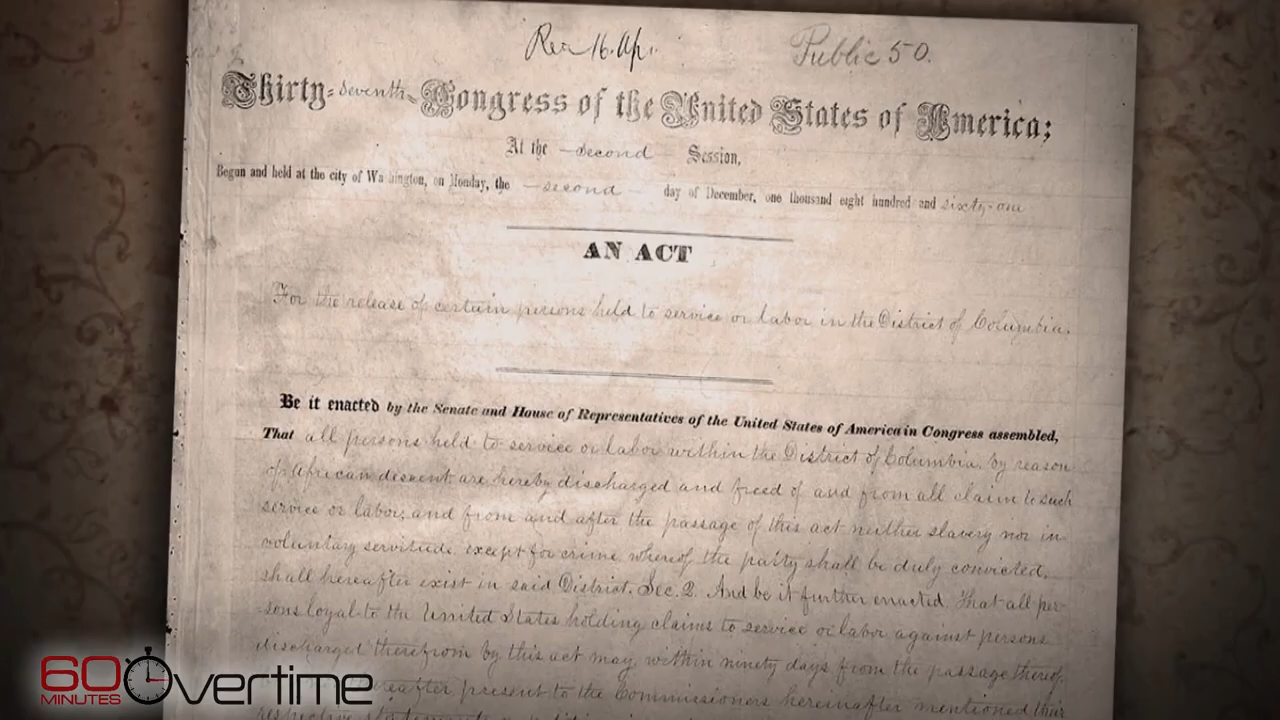 Rec 16. Ap.
Public 50.
Thirty-seventh Congress of the United States of America;
At the second Session,
Begun and held at the city of Washington, on Monday, the second day of December, one thousand eight hundred and sixty-one
AN ACT
For the release of certain persons held to service or labor in the District of Columbia.
Be it enacted by the Senate and House of Representatives of the United States of America in Congress assembled,
That all persons held to service or labor within the District of Columbia by reason
of African descent are hereby discharged and freed of and from all claim to such
service or labor; and from and after the passage of this act neither slavery nor in-
voluntary servitude, except for crime, whereof the party shall be duly convicted,
shall hereafter exist in said District. Sec. 2. And be it further enacted, That all per-
sons loyal to the United States holding claims to service or labor against persons
discharged therefrom by this act may, within ninety days from the passage thereof,
hereafter present to the Commissioners hereinafter mentioned their
respective statements
60 MINUTES Overtime